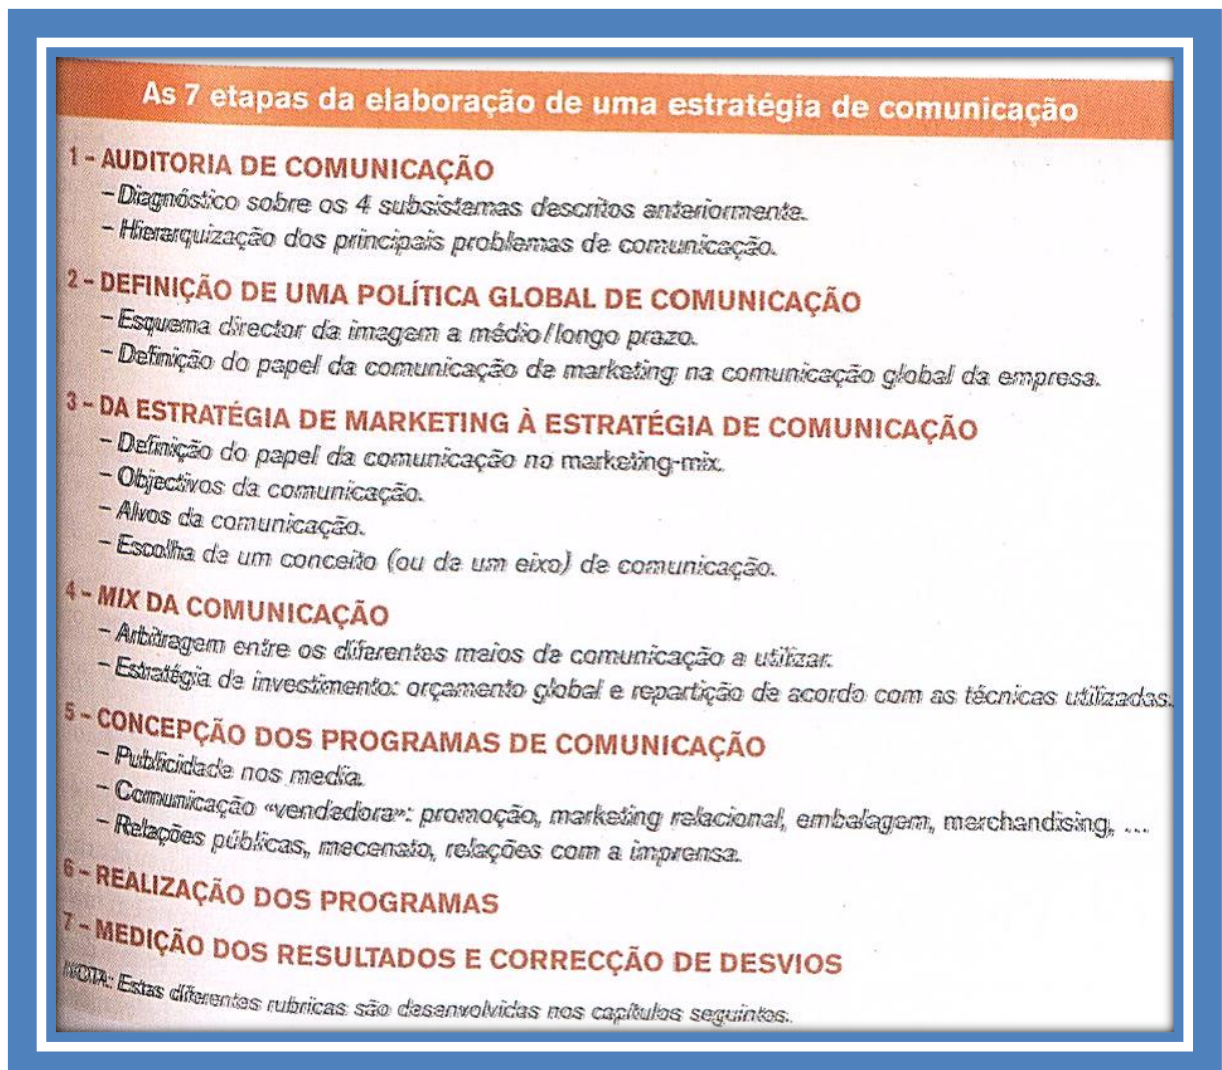 As 7 etapas da elaboração de uma estratégia de comunicação
1 - AUDITORIA DE COMUNICAÇÃO
– Diagnóstico sobre os 4 subsistemas descritos anteriormente.
– Hierarquização dos principais problemas de comunicação.
2 - DEFINIÇÃO DE UMA POLÍTICA GLOBAL DE COMUNICAÇÃO
– Esquema director da imagem a médio/longo prazo.
– Definição do papel da comunicação de marketing na comunicação global da empresa.
3 - DA ESTRATÉGIA DE MARKETING À ESTRATÉGIA DE COMUNICAÇÃO
– Definição do papel da comunicação no marketing-mix.
– Objectivos da comunicação.
– Alvos da comunicação.
– Escolha de um conceito (ou de um eixo) de comunicação.
4 - MIX DA COMUNICAÇÃO
– Arbitragem entre os diferentes meios de comunicação a utilizar.
– Estratégia de investimento: orçamento global e repartição de acordo com as técnicas utilizadas.
5 - CONCEPÇÃO DOS PROGRAMAS DE COMUNICAÇÃO
– Publicidade nos media.
– Comunicação «vendedora»: promoção, marketing relacional, embalagem, merchandising, ...
– Relações públicas, mecenato, relações com a imprensa.
6 - REALIZAÇÃO DOS PROGRAMAS
7 - MEDIÇÃO DOS RESULTADOS E CORRECÇÃO DE DESVIOS
NOTA: Estas diferentes rubricas são desenvolvidas nos capítulos seguintes.